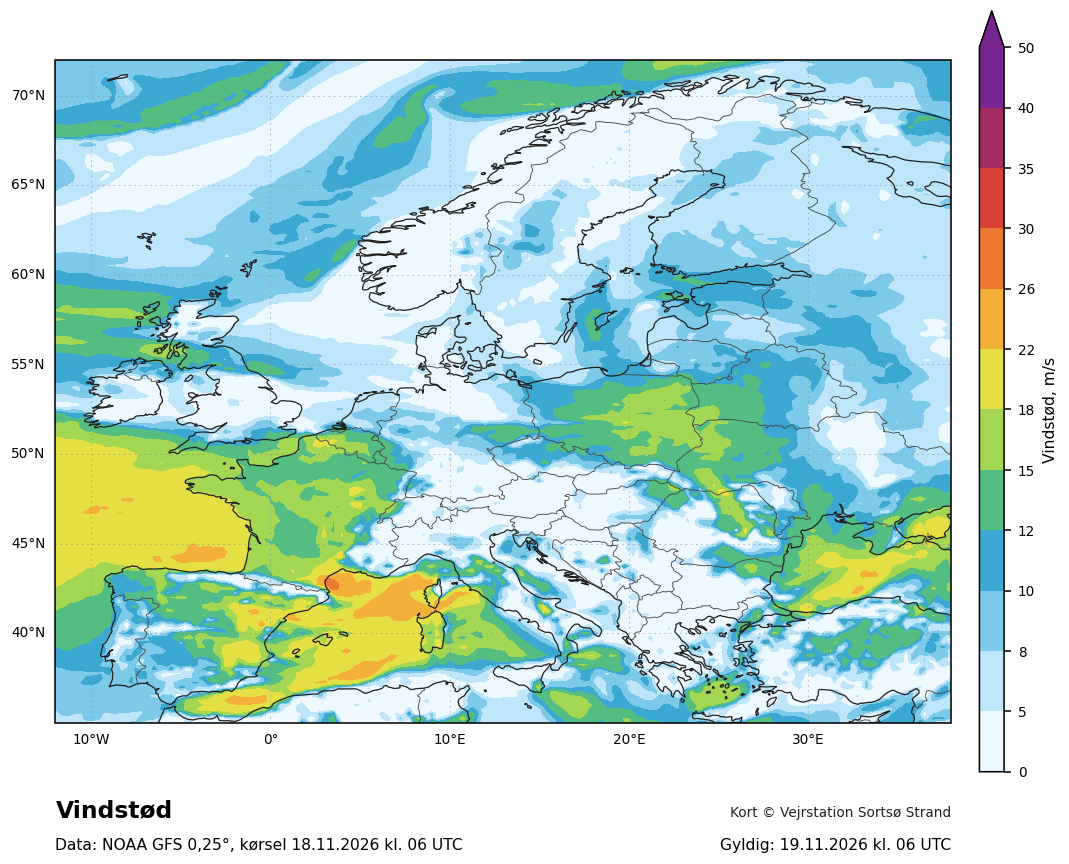 70°N
65°N
60°N
55°N
50°N
45°N
40°N
10°W
0°
10°E
20°E
30°E
50
40
35
30
26
22
18
15
12
10
8
5
0
Vindstød, m/s
Vindstød
Kort © Vejrstation Sortsø Strand
Data: NOAA GFS 0,25°, kørsel 18.11.2026 kl. 06 UTC
Gyldig: 19.11.2026 kl. 06 UTC